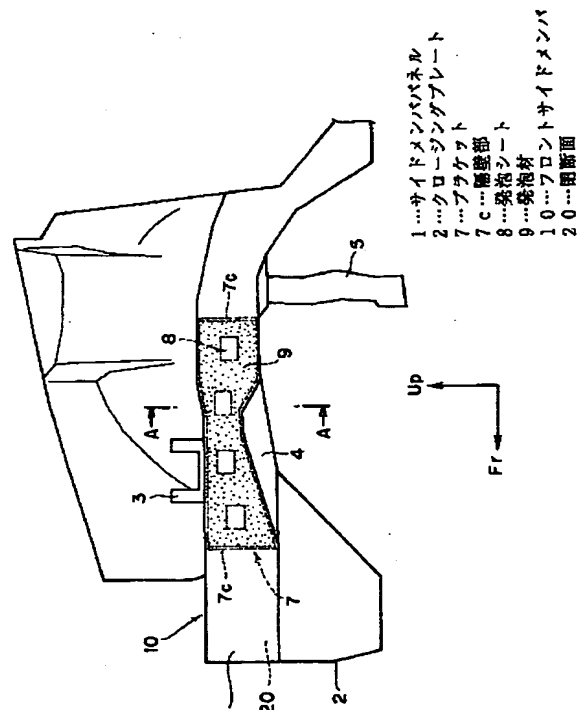 1…サイドメンバパネル
2…クロージングプレート
7…ブラケット
7c…隔壁部
8…発泡シート
9…発泡材
10…フロントサイドメンバ
20…閉断面
3
A
A
10
7c
7c
8
9
4
5
7
20
2
Up
Fr